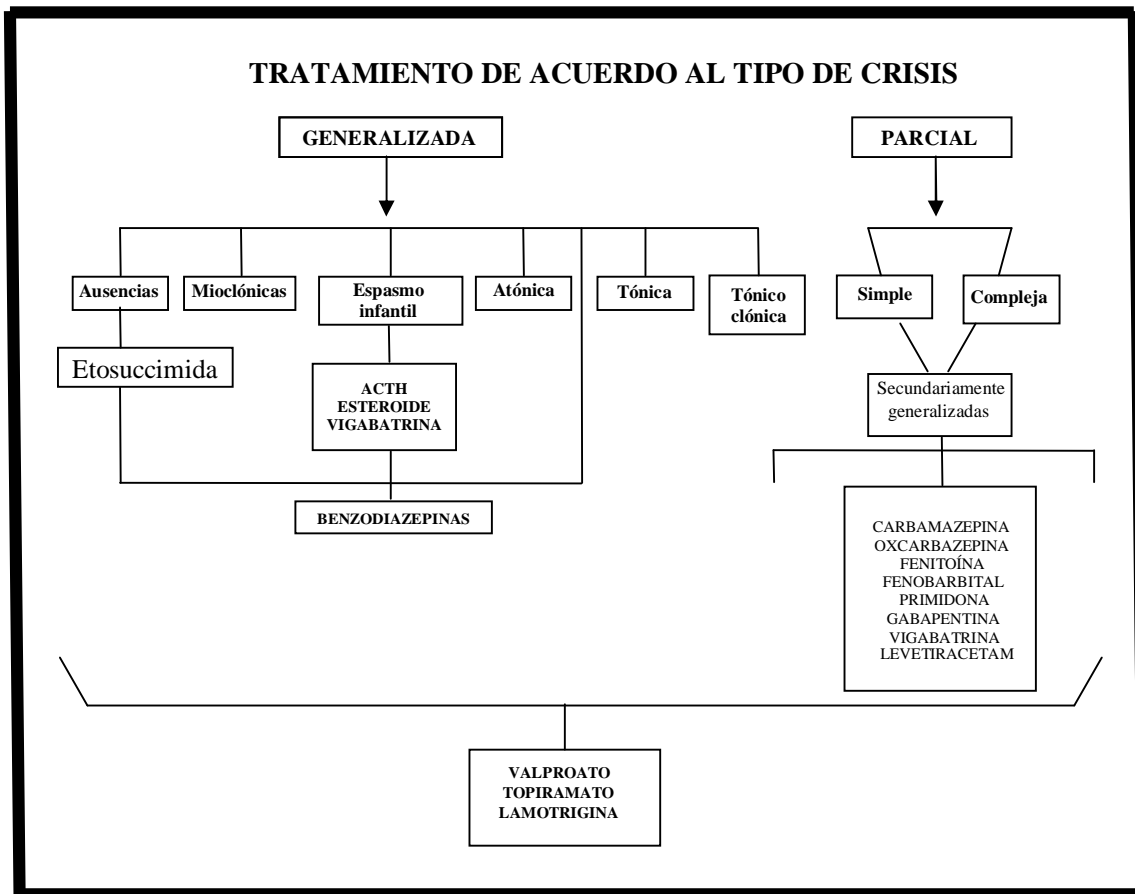 TRATAMIENTO DE ACUERDO AL TIPO DE CRISIS
GENERALIZADA
PARCIAL
Ausencias
Mioclónicas
Espasmo
infantil
Atónica
Tónica
Tónico
clónica
Simple
Compleja
Etosuccimida
ACTH
ESTEROIDE
VIGABATRINA
Secundariamente
generalizadas
BENZODIAZEPINAS
CARBAMAZEPINA
OXCARBAZEPINA
FENITOÍNA
FENOBARBITAL
PRIMIDONA
GABAPENTINA
VIGABATRINA
LEVETIRACETAM
VALPROATO
TOPIRAMATO
LAMOTRIGINA